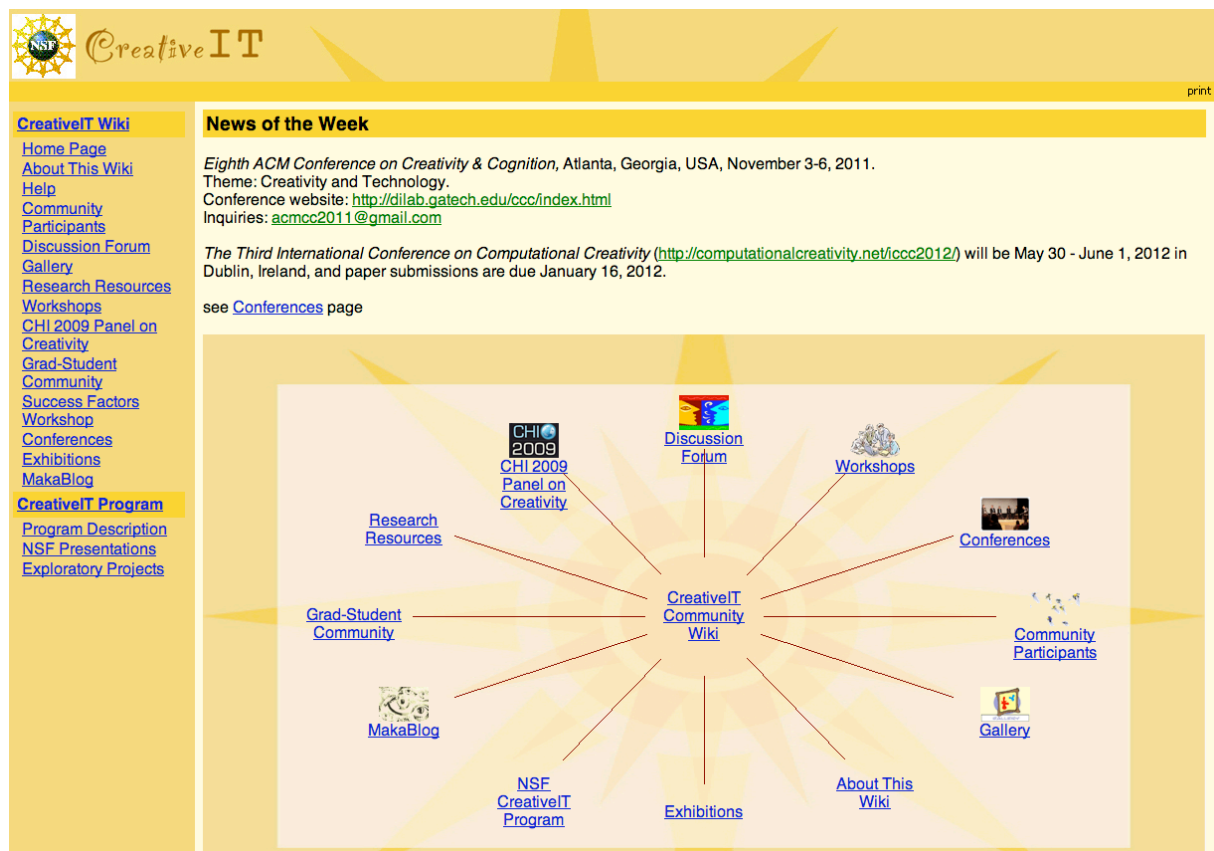 NSF
CreativeIT
print
CreativeIT Wiki
Home Page
About This Wiki
Help
Community
Participants
Discussion Forum
Gallery
Research Resources
Workshops
CHI 2009 Panel on
Creativity
Grad-Student
Community
Success Factors
Workshop
Conferences
Exhibitions
MakaBlog
CreativeIT Program
Program Description
NSF Presentations
Exploratory Projects
News of the Week
Eighth ACM Conference on Creativity & Cognition, Atlanta, Georgia, USA, November 3-6, 2011.
Theme: Creativity and Technology.
Conference website: http://dilab.gatech.edu/ccc/index.html
Inquiries: acmcc2011@gmail.com
The Third International Conference on Computational Creativity (http://computationalcreativity.net/iccc2012/) will be May 30 - June 1, 2012 in
Dublin, Ireland, and paper submissions are due January 16, 2012.
see Conferences page
Discussion
Forum
CHI
2009
CHI 2009
Panel on
Creativity
Workshops
Research
Resources
Conferences
CreativeIT
Community
Wiki
Grad-Student
Community
Community
Participants
MakaBlog
GALLERY
Gallery
NSF
CreativeIT
Program
Exhibitions
About This
Wiki